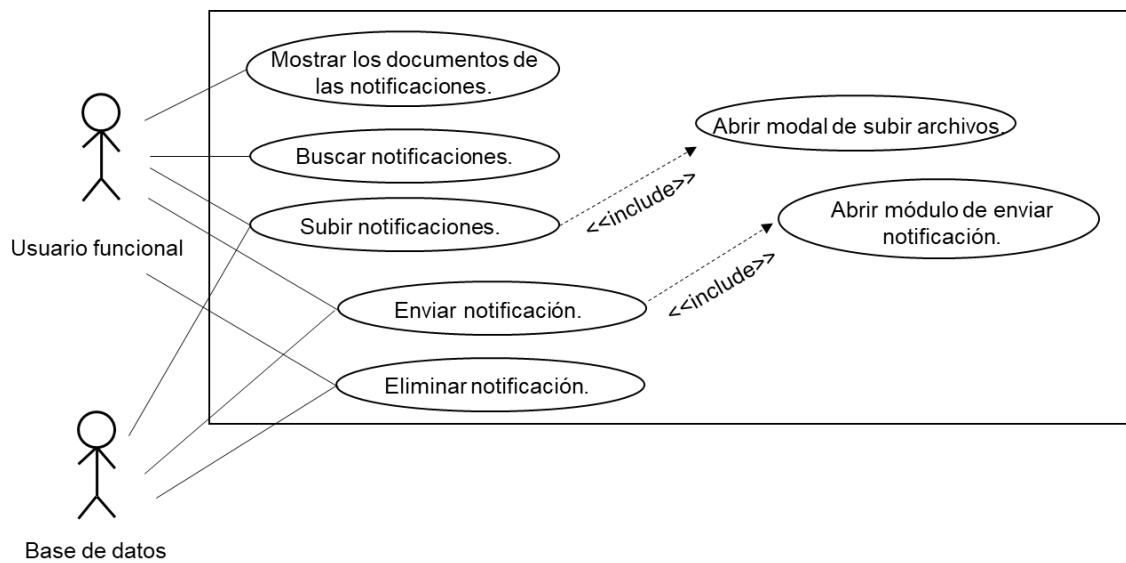 Mostrar los documentos de
las notificaciones.
Abrir modal de subir archivos.
Buscar notificaciones.
<<include>>
Subir notificaciones.
Abrir módulo de enviar
notificación.
Usuario funcional
<<include>>
Enviar notificación.
Eliminar notificación.
Base de datos